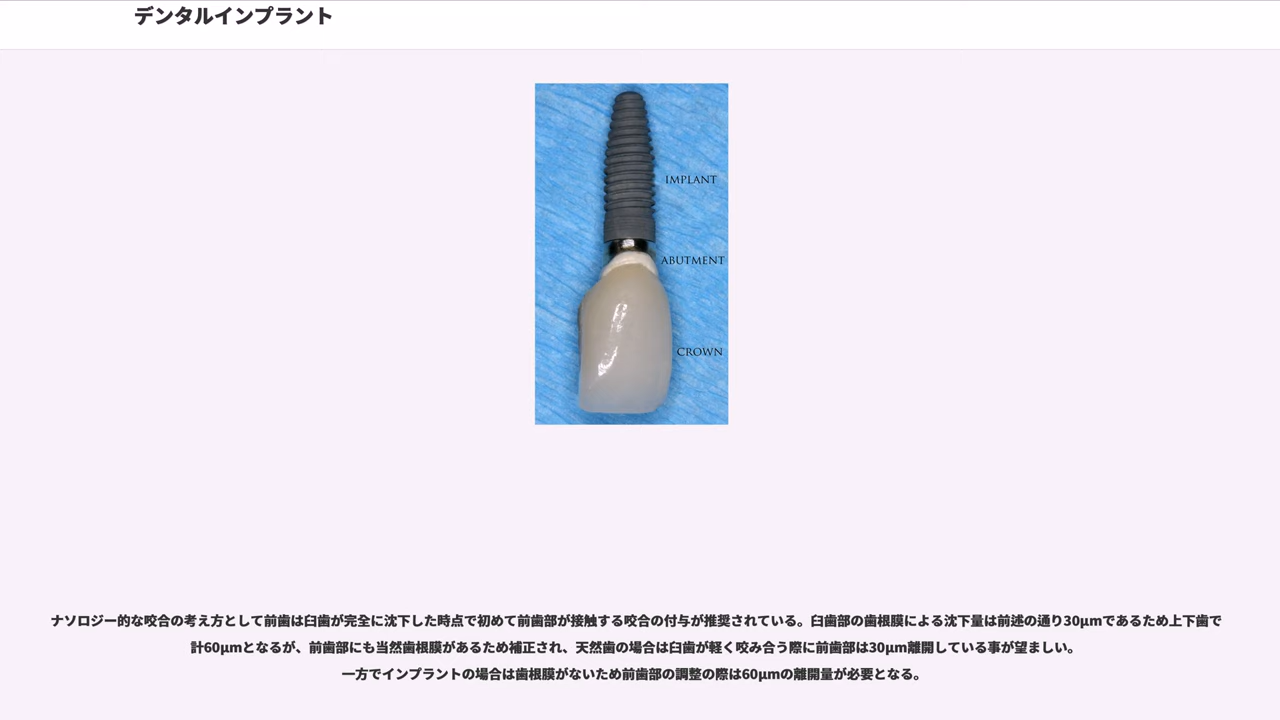 デンタルインプラント
IMPLANT
ABUTMENT
CROWN
ナソロジー的な咬合の考え方として前歯は臼歯が完全に沈下した時点で初めて前歯部が接触する咬合の付与が推奨されている。臼歯部の歯根膜による沈下量は前述の通り30μmであるため上下歯で
計60μmとなるが、前歯部にも当然歯根膜があるため補正され、天然歯の場合は臼歯が軽く咬み合う際に前歯部は30μm離開している事が望ましい。
一方でインプラントの場合は歯根膜がないため前歯部の調整の際は60μmの離開量が必要となる。